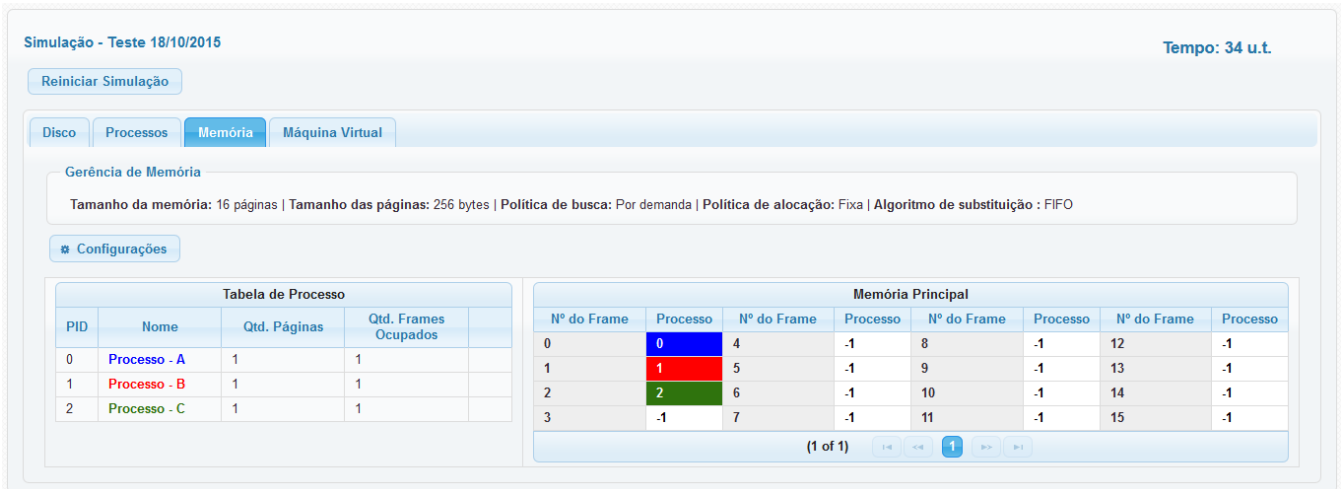 Simulação - Teste 18/10/2015
Tempo: 34 u.t.
Reiniciar Simulação
Disco Processos Memória Máquina Virtual
Gerência de Memória
Tamanho da memória: 16 páginas | Tamanho das páginas: 256 bytes | Política de busca: Por demanda | Política de alocação: Fixa | Algoritmo de substituição : FIFO
Configurações
Tabela de Processo
PID Nome Qtd. Páginas Qtd. Frames
Ocupados
0 Processo - A 1 1
1 Processo - B 1 1
2 Processo - C 1 1
Memória Principal
Nº do Frame Processo Nº do Frame Processo Nº do Frame Processo Nº do Frame Processo
0 0 4 -1 8 -1 12 -1
1 1 5 -1 9 -1 13 -1
2 2 6 -1 10 -1 14 -1
3 -1 7 -1 11 -1 15 -1
(1 of 1) 1